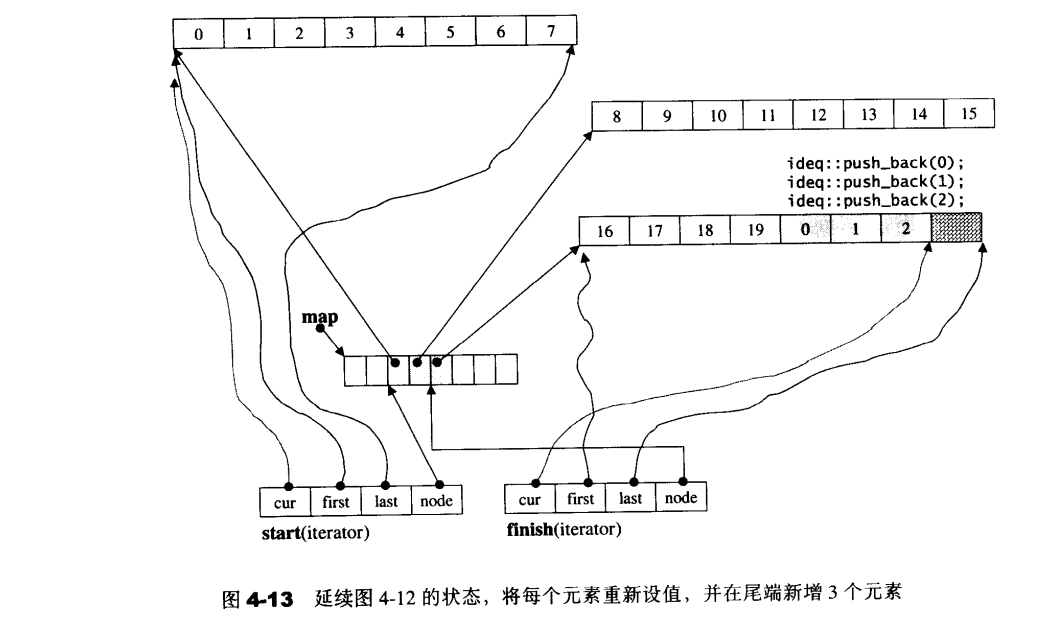 0 1 2 3 4 5 6 7
8 9 10 11 12 13 14 15
ideq::push_back(0);
ideq::push_back(1);
ideq::push_back(2);
16 17 18 19 0 1 2
map
cur first last node
start(iterator)
cur first last node
finish(iterator)
图 4-13 延续图 4-12 的状态，将每个元素重新设值，并在尾端新增 3 个元素